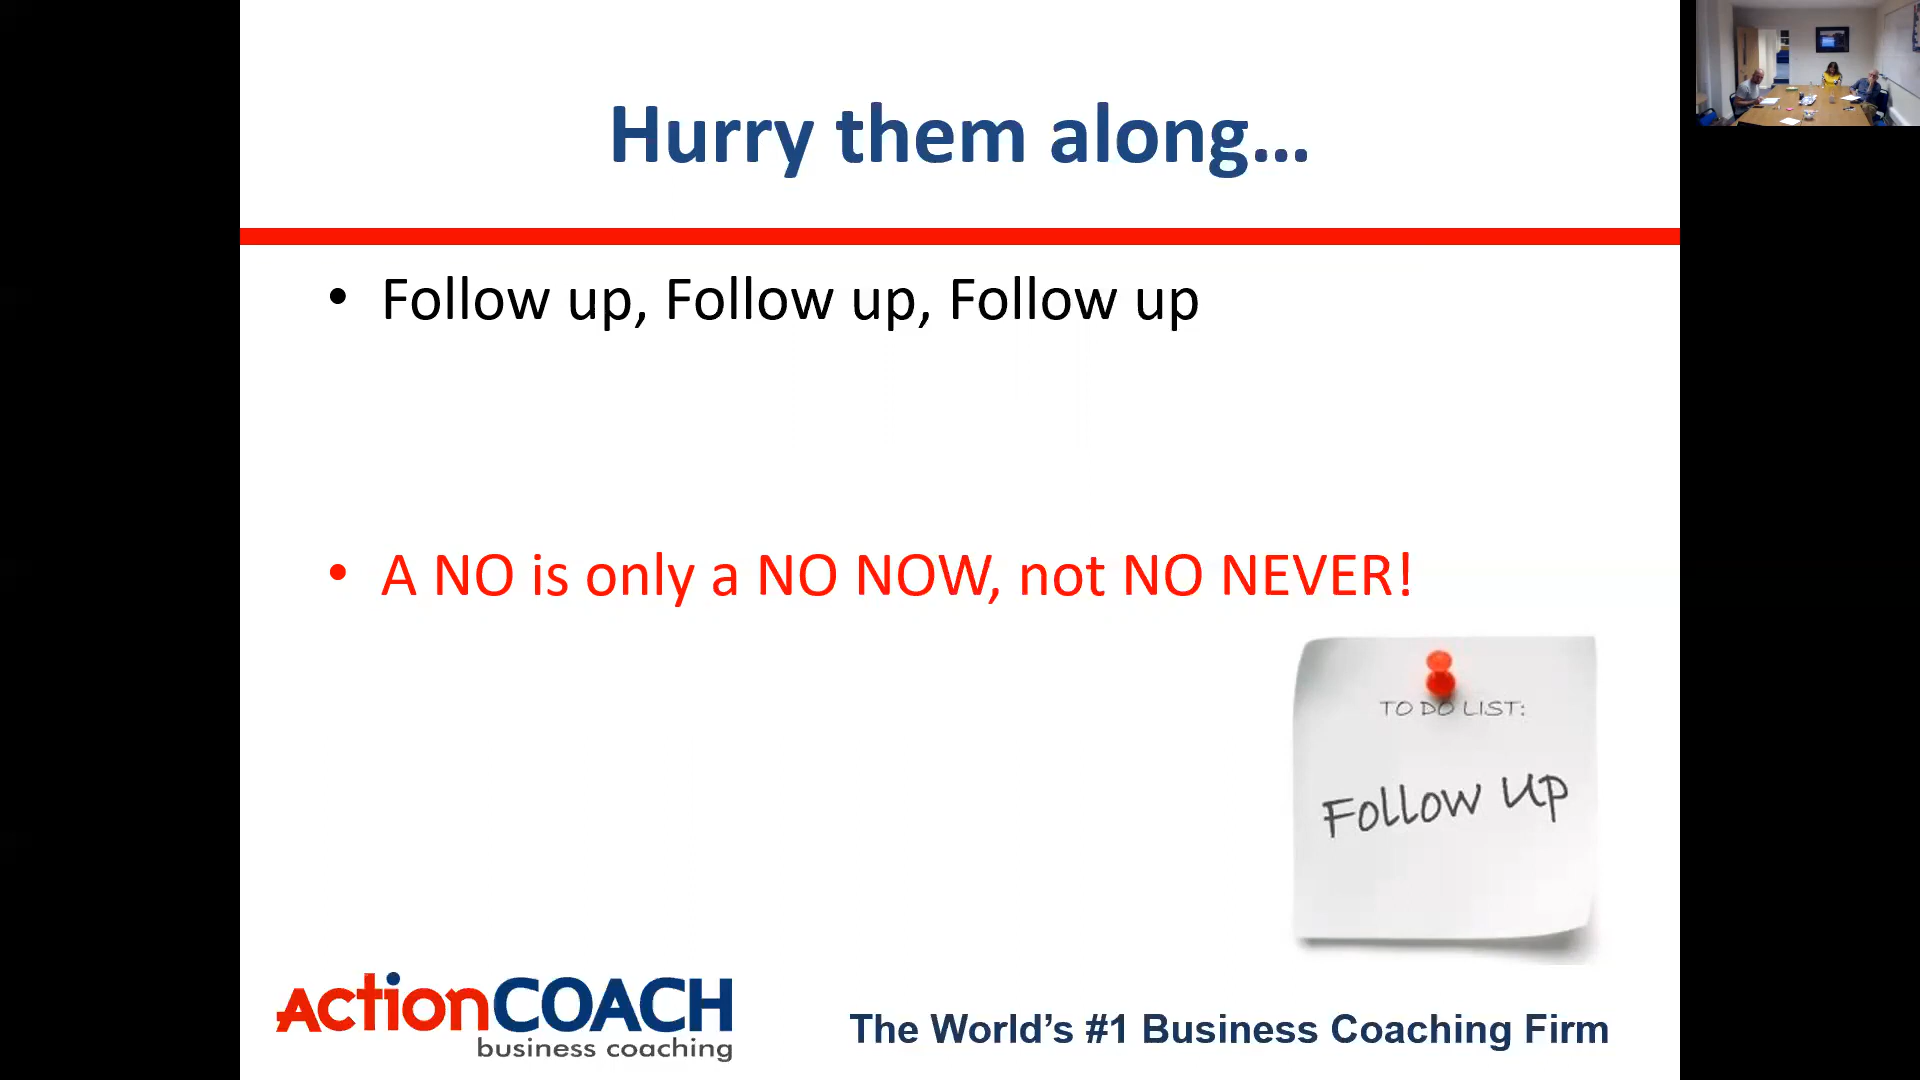 Hurry them along...
• Follow up, Follow up, Follow up
• A NO is only a NO NOW, not NO NEVER!
TO DO LIST:
Follow Up
ActionCOACH
business coaching
The World's #1 Business Coaching Firm